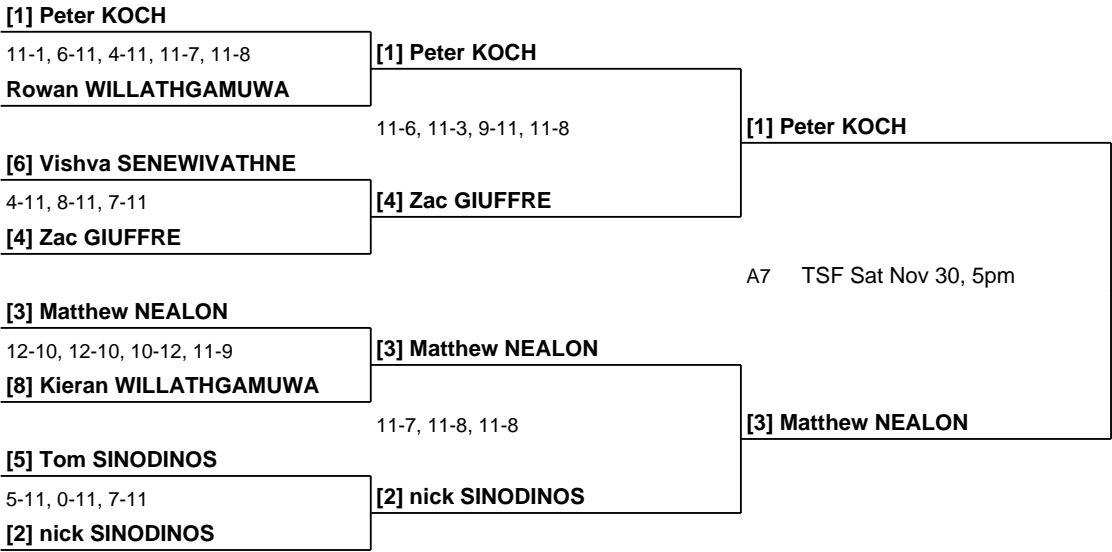 [1] Peter KOCH
11-1, 6-11, 4-11, 11-7, 11-8
[1] Peter KOCH
Rowan WILLATHGAMUWA
11-6, 11-3, 9-11, 11-8
[1] Peter KOCH
[6] Vishva SENEWIVATHNE
4-11, 8-11, 7-11
[4] Zac GIUFFRE
[4] Zac GIUFFRE
A7 TSF Sat Nov 30, 5pm
[3] Matthew NEALON
12-10, 12-10, 10-12, 11-9
[3] Matthew NEALON
[8] Kieran WILLATHGAMUWA
11-7, 11-8, 11-8
[3] Matthew NEALON
[5] Tom SINODINOS
5-11, 0-11, 7-11
[2] nick SINODINOS
[2] nick SINODINOS